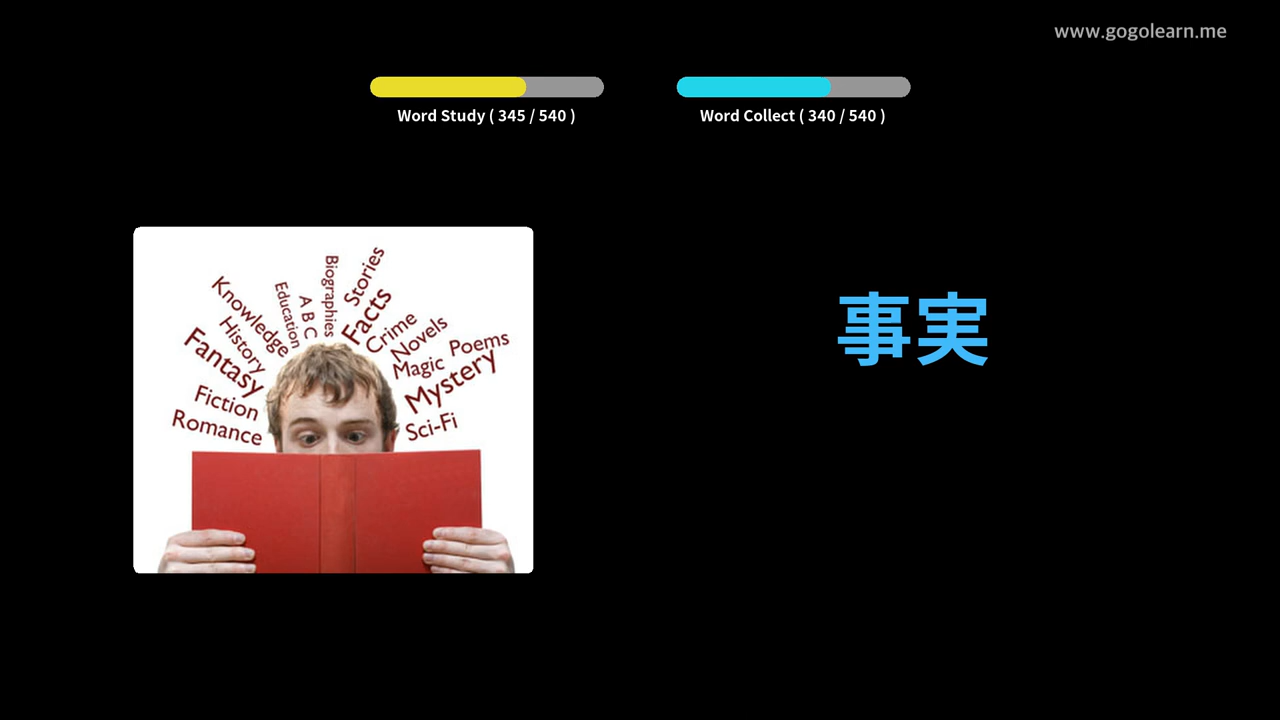 www.gogolearn.me
Word Study ( 345 / 540 )
Word Collect ( 340 / 540 )
Biographies
Stories
Education
A B C
Facts
Knowledge
History
Crime
Novels
Poems
Fantasy
Magic
Mystery
Fiction
Romance
Sci-Fi
事実